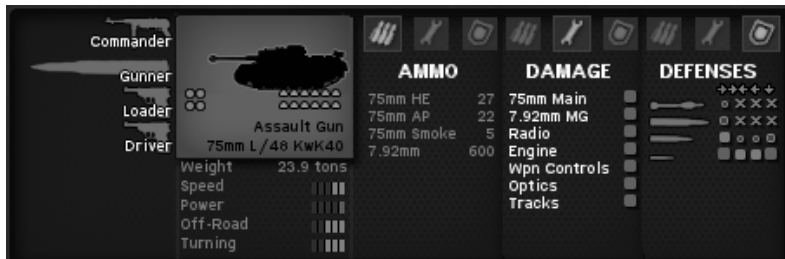 Commander
Gunner
Loader
Driver
Assault Gun
75mm L/48 KwK40
Weight 23.9 tons
Speed
Power
Off-Road
Turning
AMMO
75mm HE 27
75mm AP 22
75mm Smoke 5
7.92mm 600
DAMAGE
75mm Main
7.92mm MG
Radio
Engine
Wpn Controls
Optics
Tracks
DEFENSES